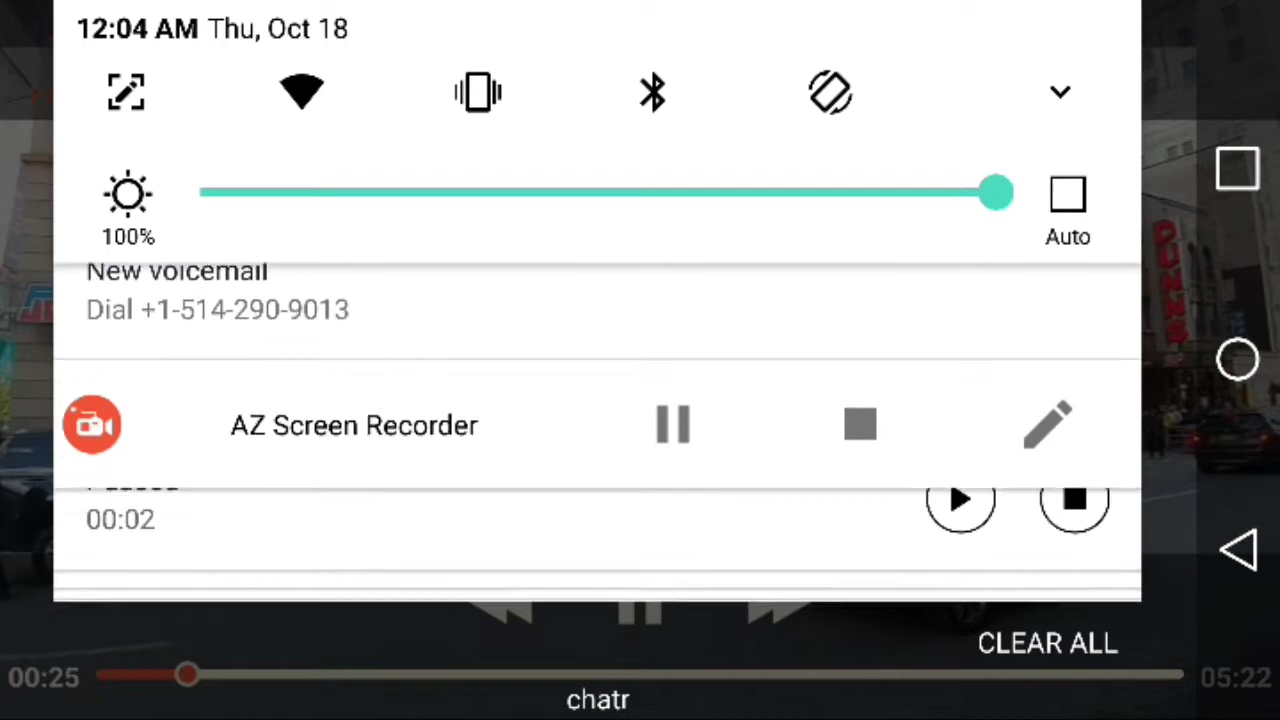 12:04 AM Thu, Oct 18
100%
Auto
New voicemail
Dial +1-514-290-9013
AZ Screen Recorder
00:02
DUNNS
CLEAR ALL
00:25
05:22
chatr